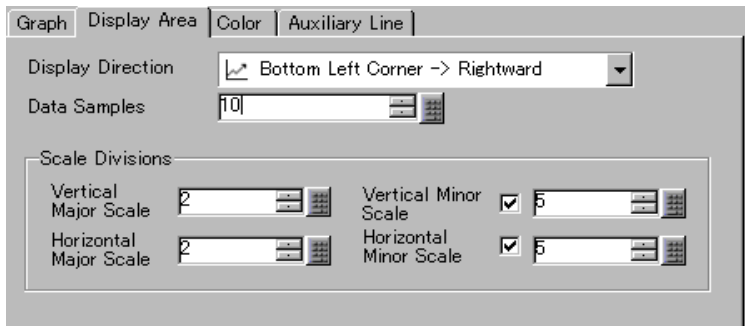 Graph Display Area Color Auxiliary Line
Display Direction Bottom Left Corner -> Rightward
Data Samples 10
Scale Divisions
Vertical
Major Scale 2
Vertical Minor
Scale 5
Horizontal
Major Scale 2
Horizontal
Minor Scale 5